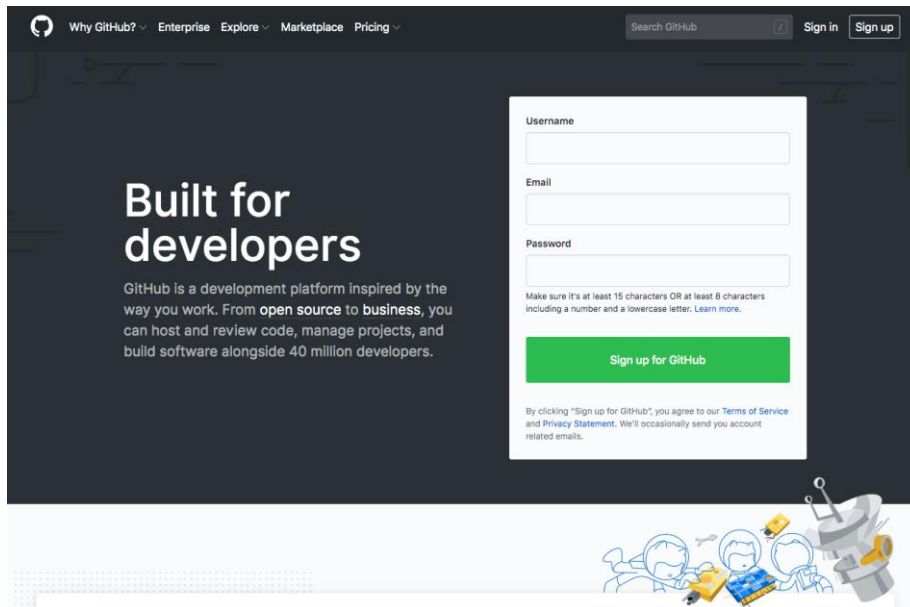 Why GitHub? Enterprise Explore Marketplace Pricing Search GitHub / Sign in Sign up
Built for
developers
GitHub is a development platform inspired by the
way you work. From open source to business, you
can host and review code, manage projects, and
build software alongside 40 million developers.
Username
Email
Password
Make sure it's at least 15 characters OR at least 8 characters
including a number and a lowercase letter. Learn more.
Sign up for GitHub
By clicking "Sign up for GitHub", you agree to our Terms of Service
and Privacy Statement. We'll occasionally send you account
related emails.